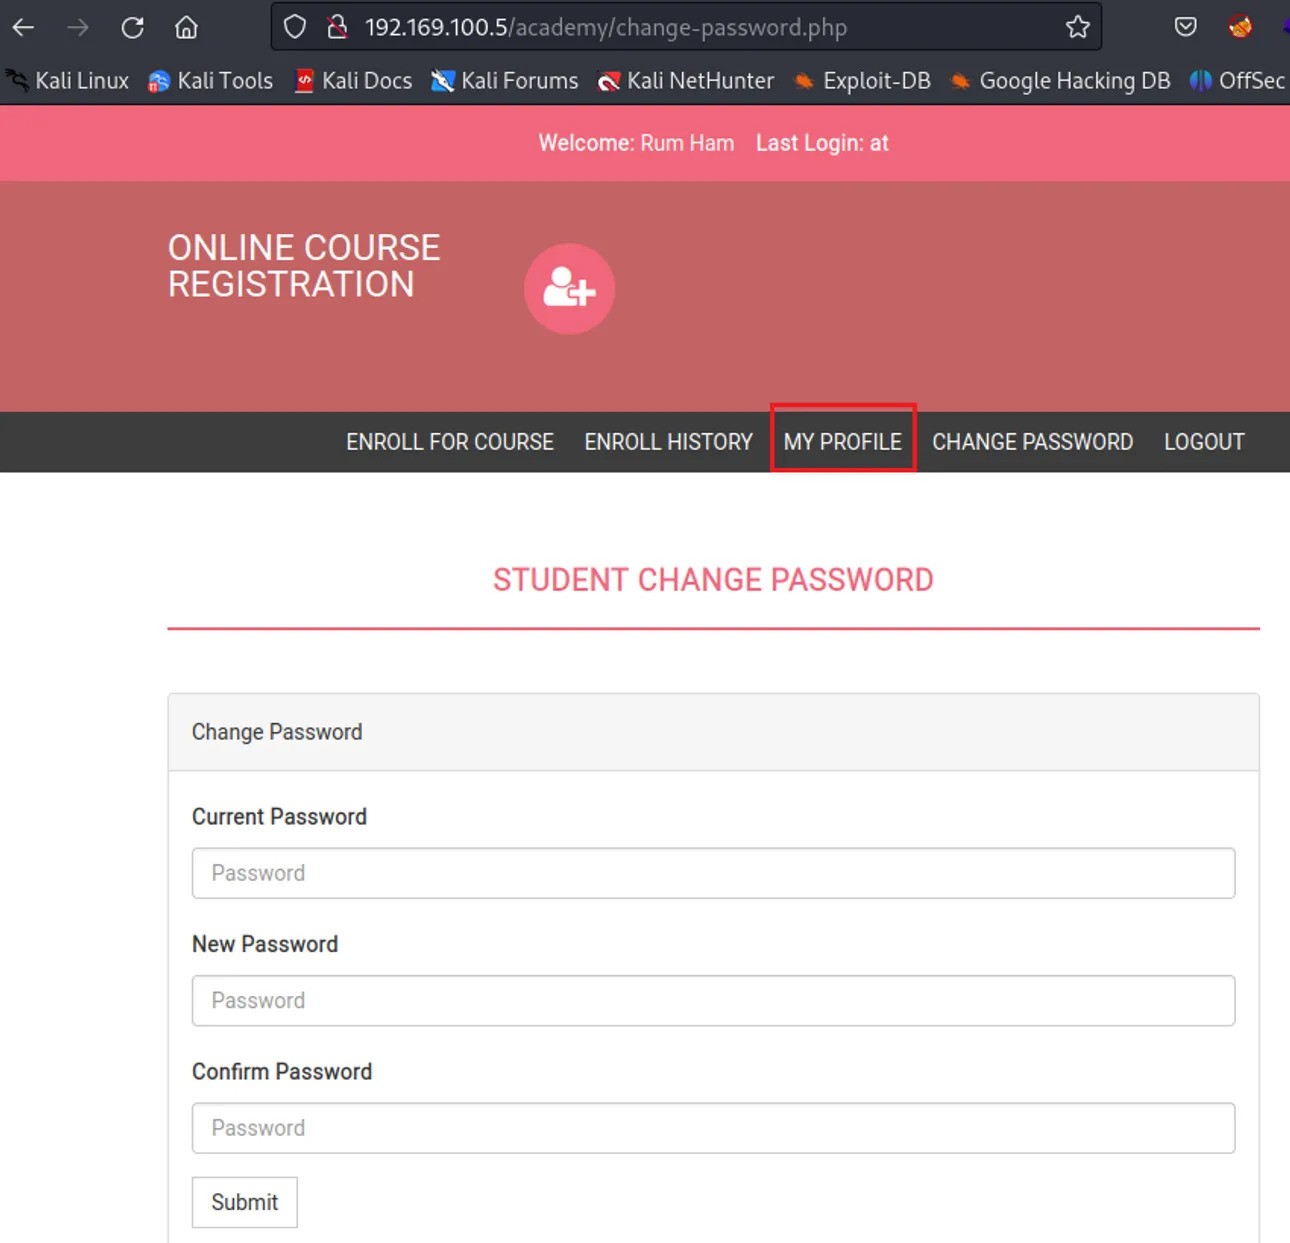 192.169.100.5/academy/change-password.php
Kali Linux Kali Tools Kali Docs Kali Forums Kali NetHunter Exploit-DB Google Hacking DB OffSec
Welcome: Rum Ham Last Login: at
ONLINE COURSE
REGISTRATION
ENROLL FOR COURSE ENROLL HISTORY MY PROFILE CHANGE PASSWORD LOGOUT
STUDENT CHANGE PASSWORD
Change Password
Current Password
Password
New Password
Password
Confirm Password
Password
Submit